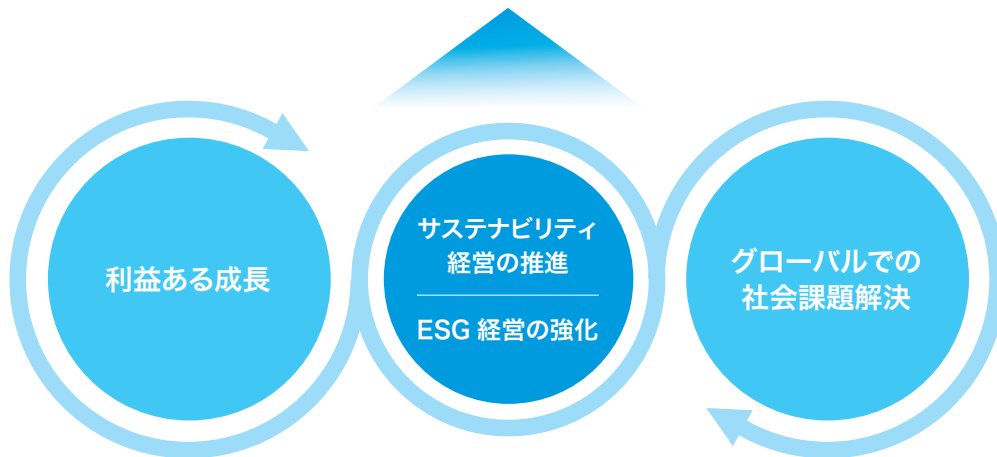 利益ある成長
サステナビリティ
経営の推進
ESG 経営の強化
グローバルでの
社会課題解決